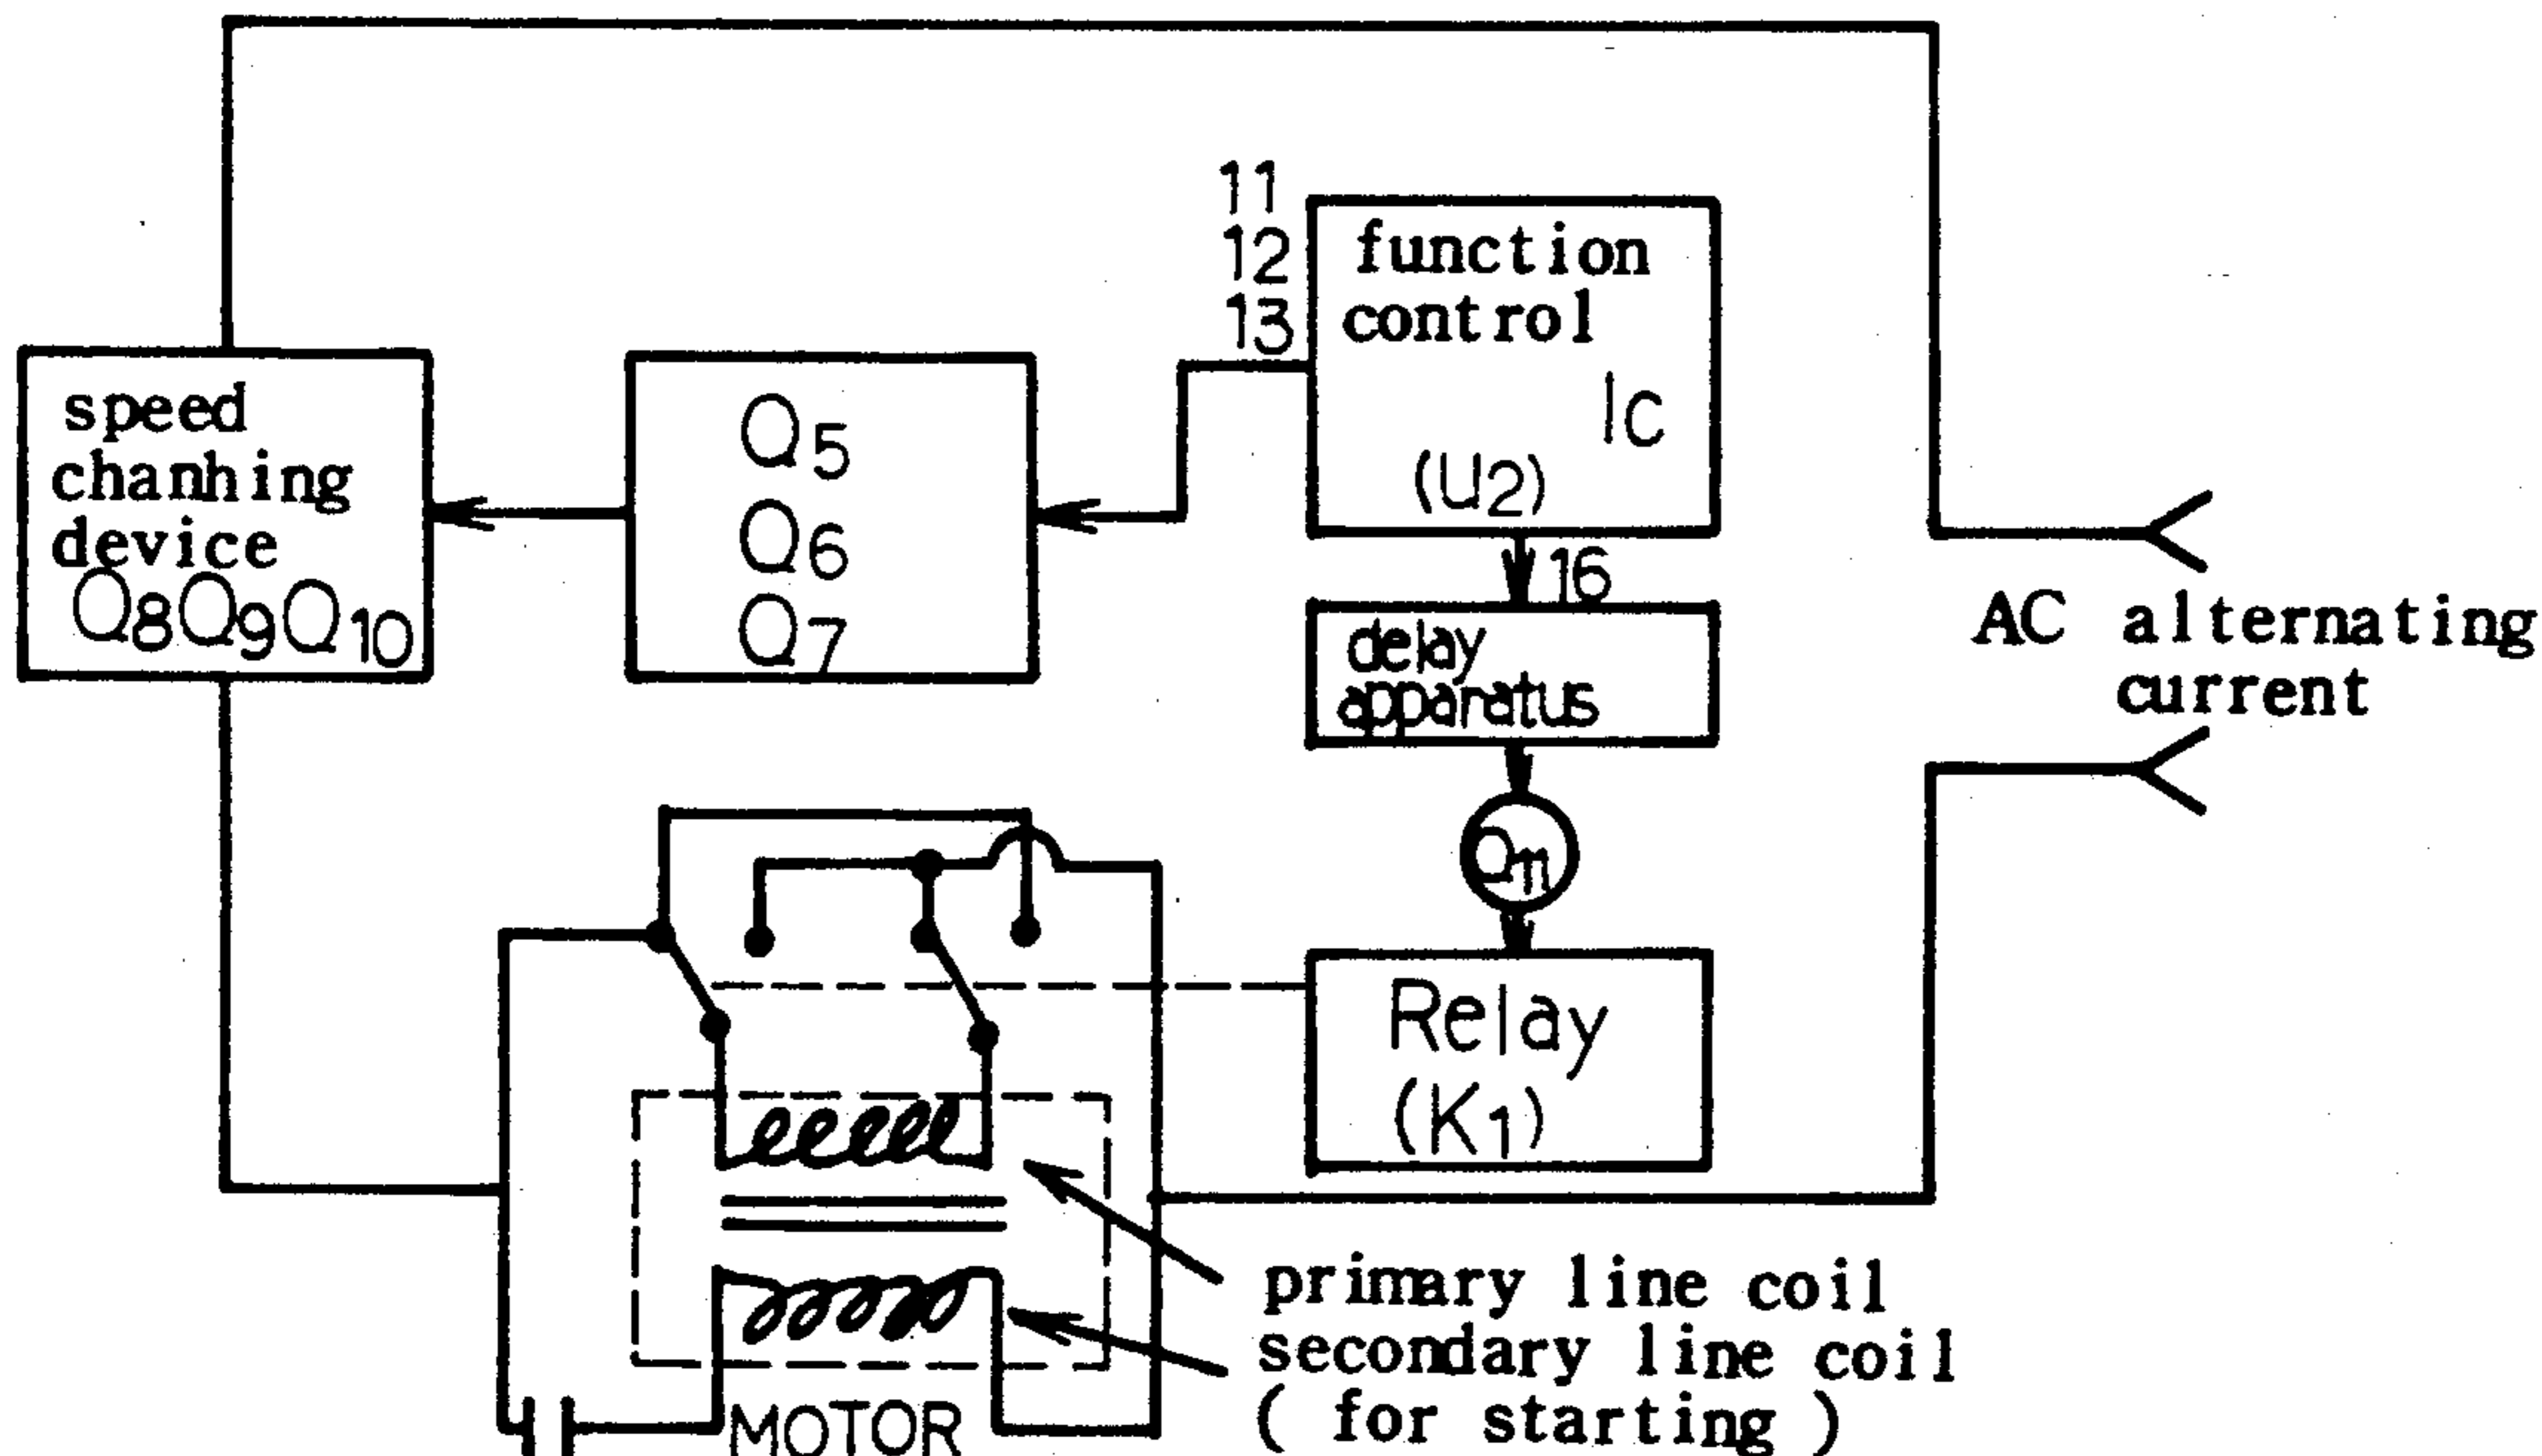 11
12
13
function
control
IC
(U2)
speed
chanhing
device
Q8Q9Q10
Q5
Q6
Q7
16
delay
apparatus
AC alternating
current
Q11
Relay
(K1)
primary line coil
secondary line coil
( for starting )
MOTOR